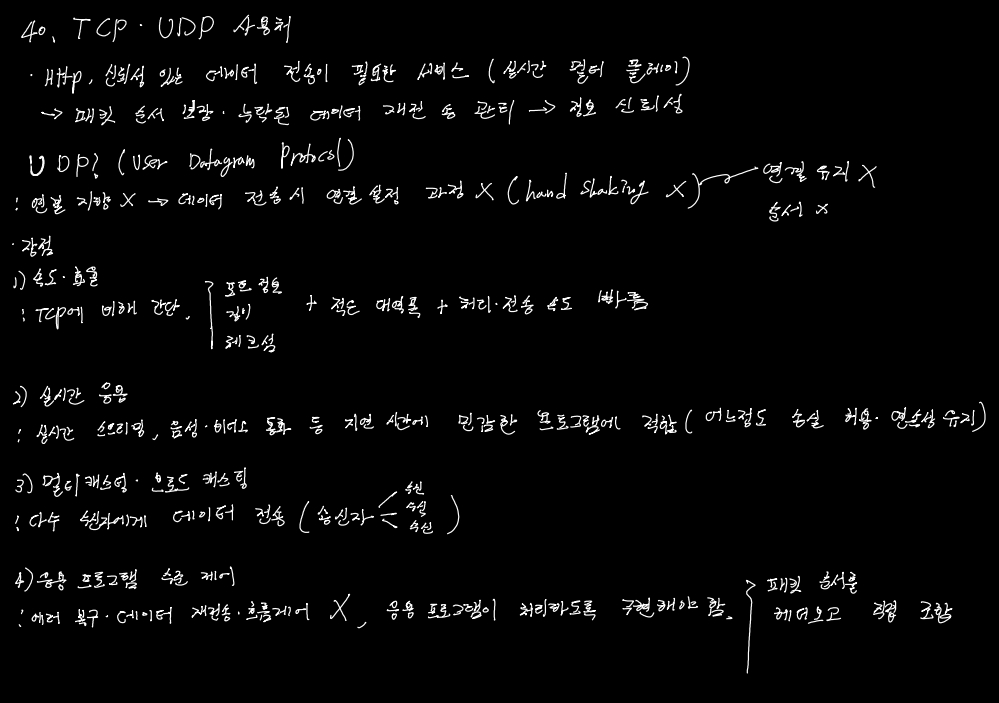 40. TCP · UDP 사용처
· Http, 신뢰성 있는 데이터 전송이 필요한 서비스 (실시간 멀티 플레이)
→ 패킷 순서 보장 · 누락된 데이터 재전송 관리 → 정보 신뢰성
UDP? (User Datagram Protocol)
: 연결 지향 X → 데이터 전송시 연결 설정 과정 X (hand shaking X) → 연결 유지 X
순서 X
· 장점
1) 속도 · 효율
: TCP에 비해 간단, { 포트 정보
길이
체크섬
+ 적은 대역폭 + 처리·전송 속도 빠름
2) 실시간 응용
: 실시간 스트리밍, 음성·비디오 통화 등 지연 시간에 민감한 프로그램에 적합 (어느정도 손실 허용·연속성 유지)
3) 멀티캐스팅 · 브로드 캐스팅
: 다수 수신자에게 데이터 전송 (송신자
수신
수신
수신)
4) 응용 프로그램 수준 제어
: 에러 복구 · 데이터 재전송 · 흐름제어 X, 응용 프로그램이 처리하도록 구현해야 함.
{ 패킷 순서를
헤더오고 직접 조합